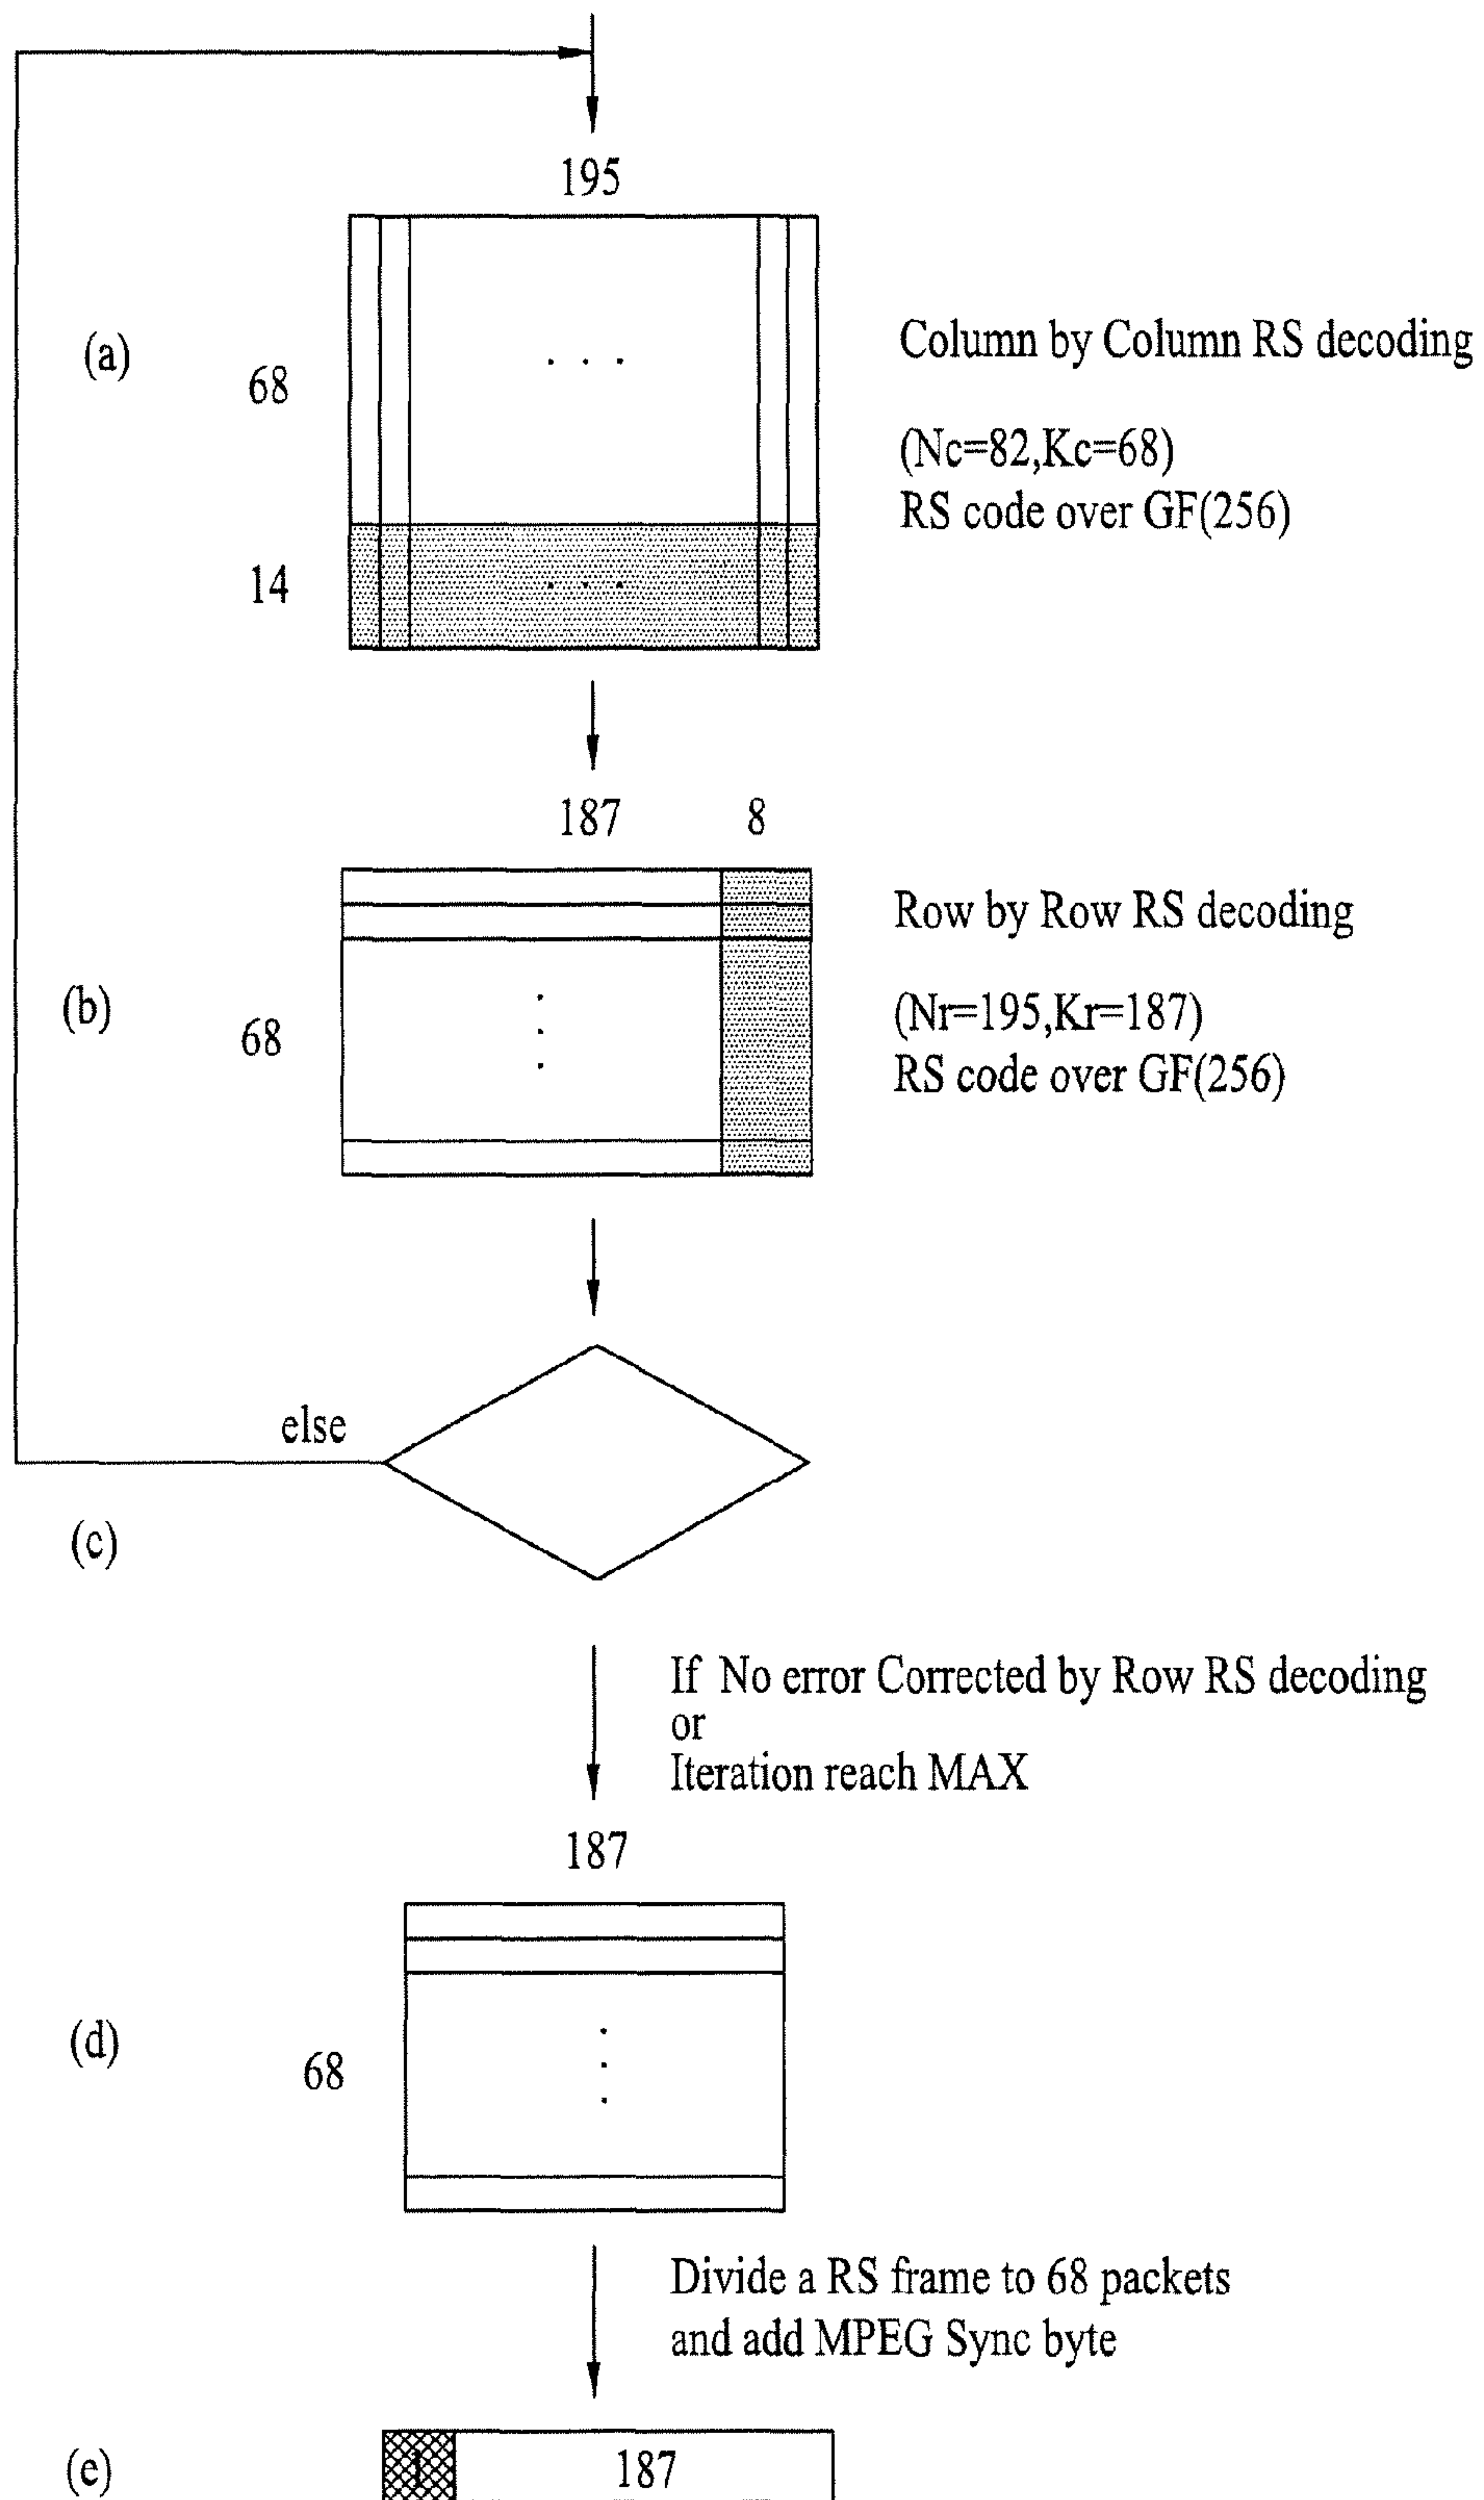 195
(a)
68
Column by Column RS decoding
(Nc=82,Kc=68)
RS code over GF(256)
14
187 8
Row by Row RS decoding
(b)
68
(Nr=195,Kr=187)
RS code over GF(256)
else
(c)
If No error Corrected by Row RS decoding
or
Iteration reach MAX
187
(d)
68
Divide a RS frame to 68 packets
and add MPEG Sync byte
(e)
1 187